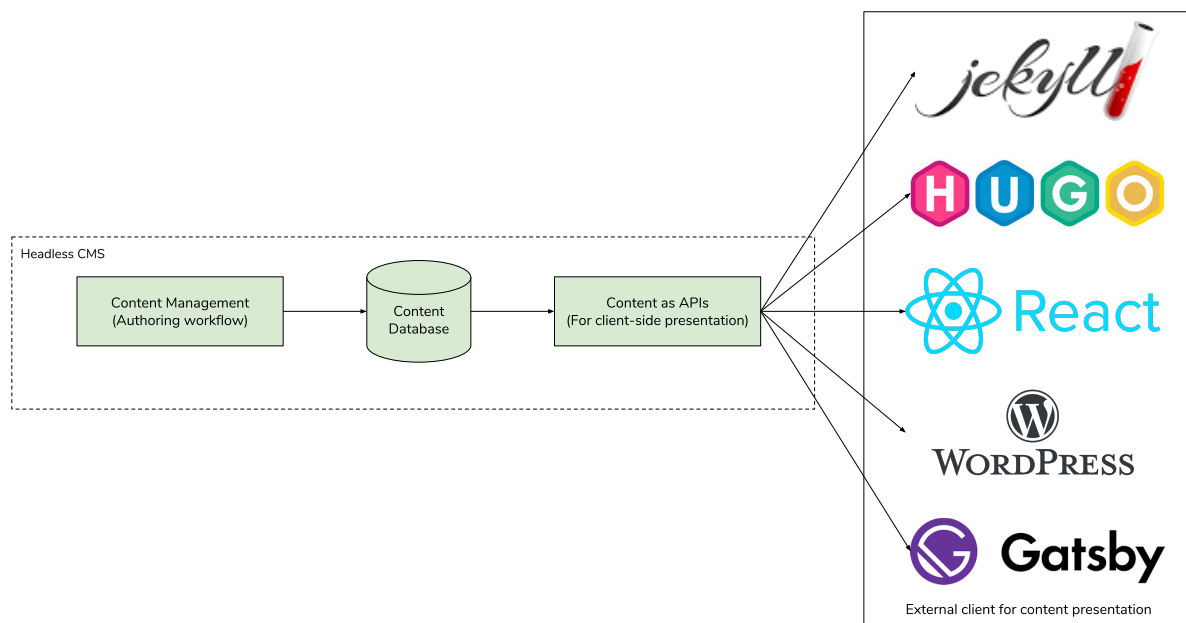 Headless CMS
Content Management
(Authoring workflow)
Content
Database
Content as APIs
(For client-side presentation)
jekyll
HUGO
React
W
WORDPRESS
G
Gatsby
External client for content presentation